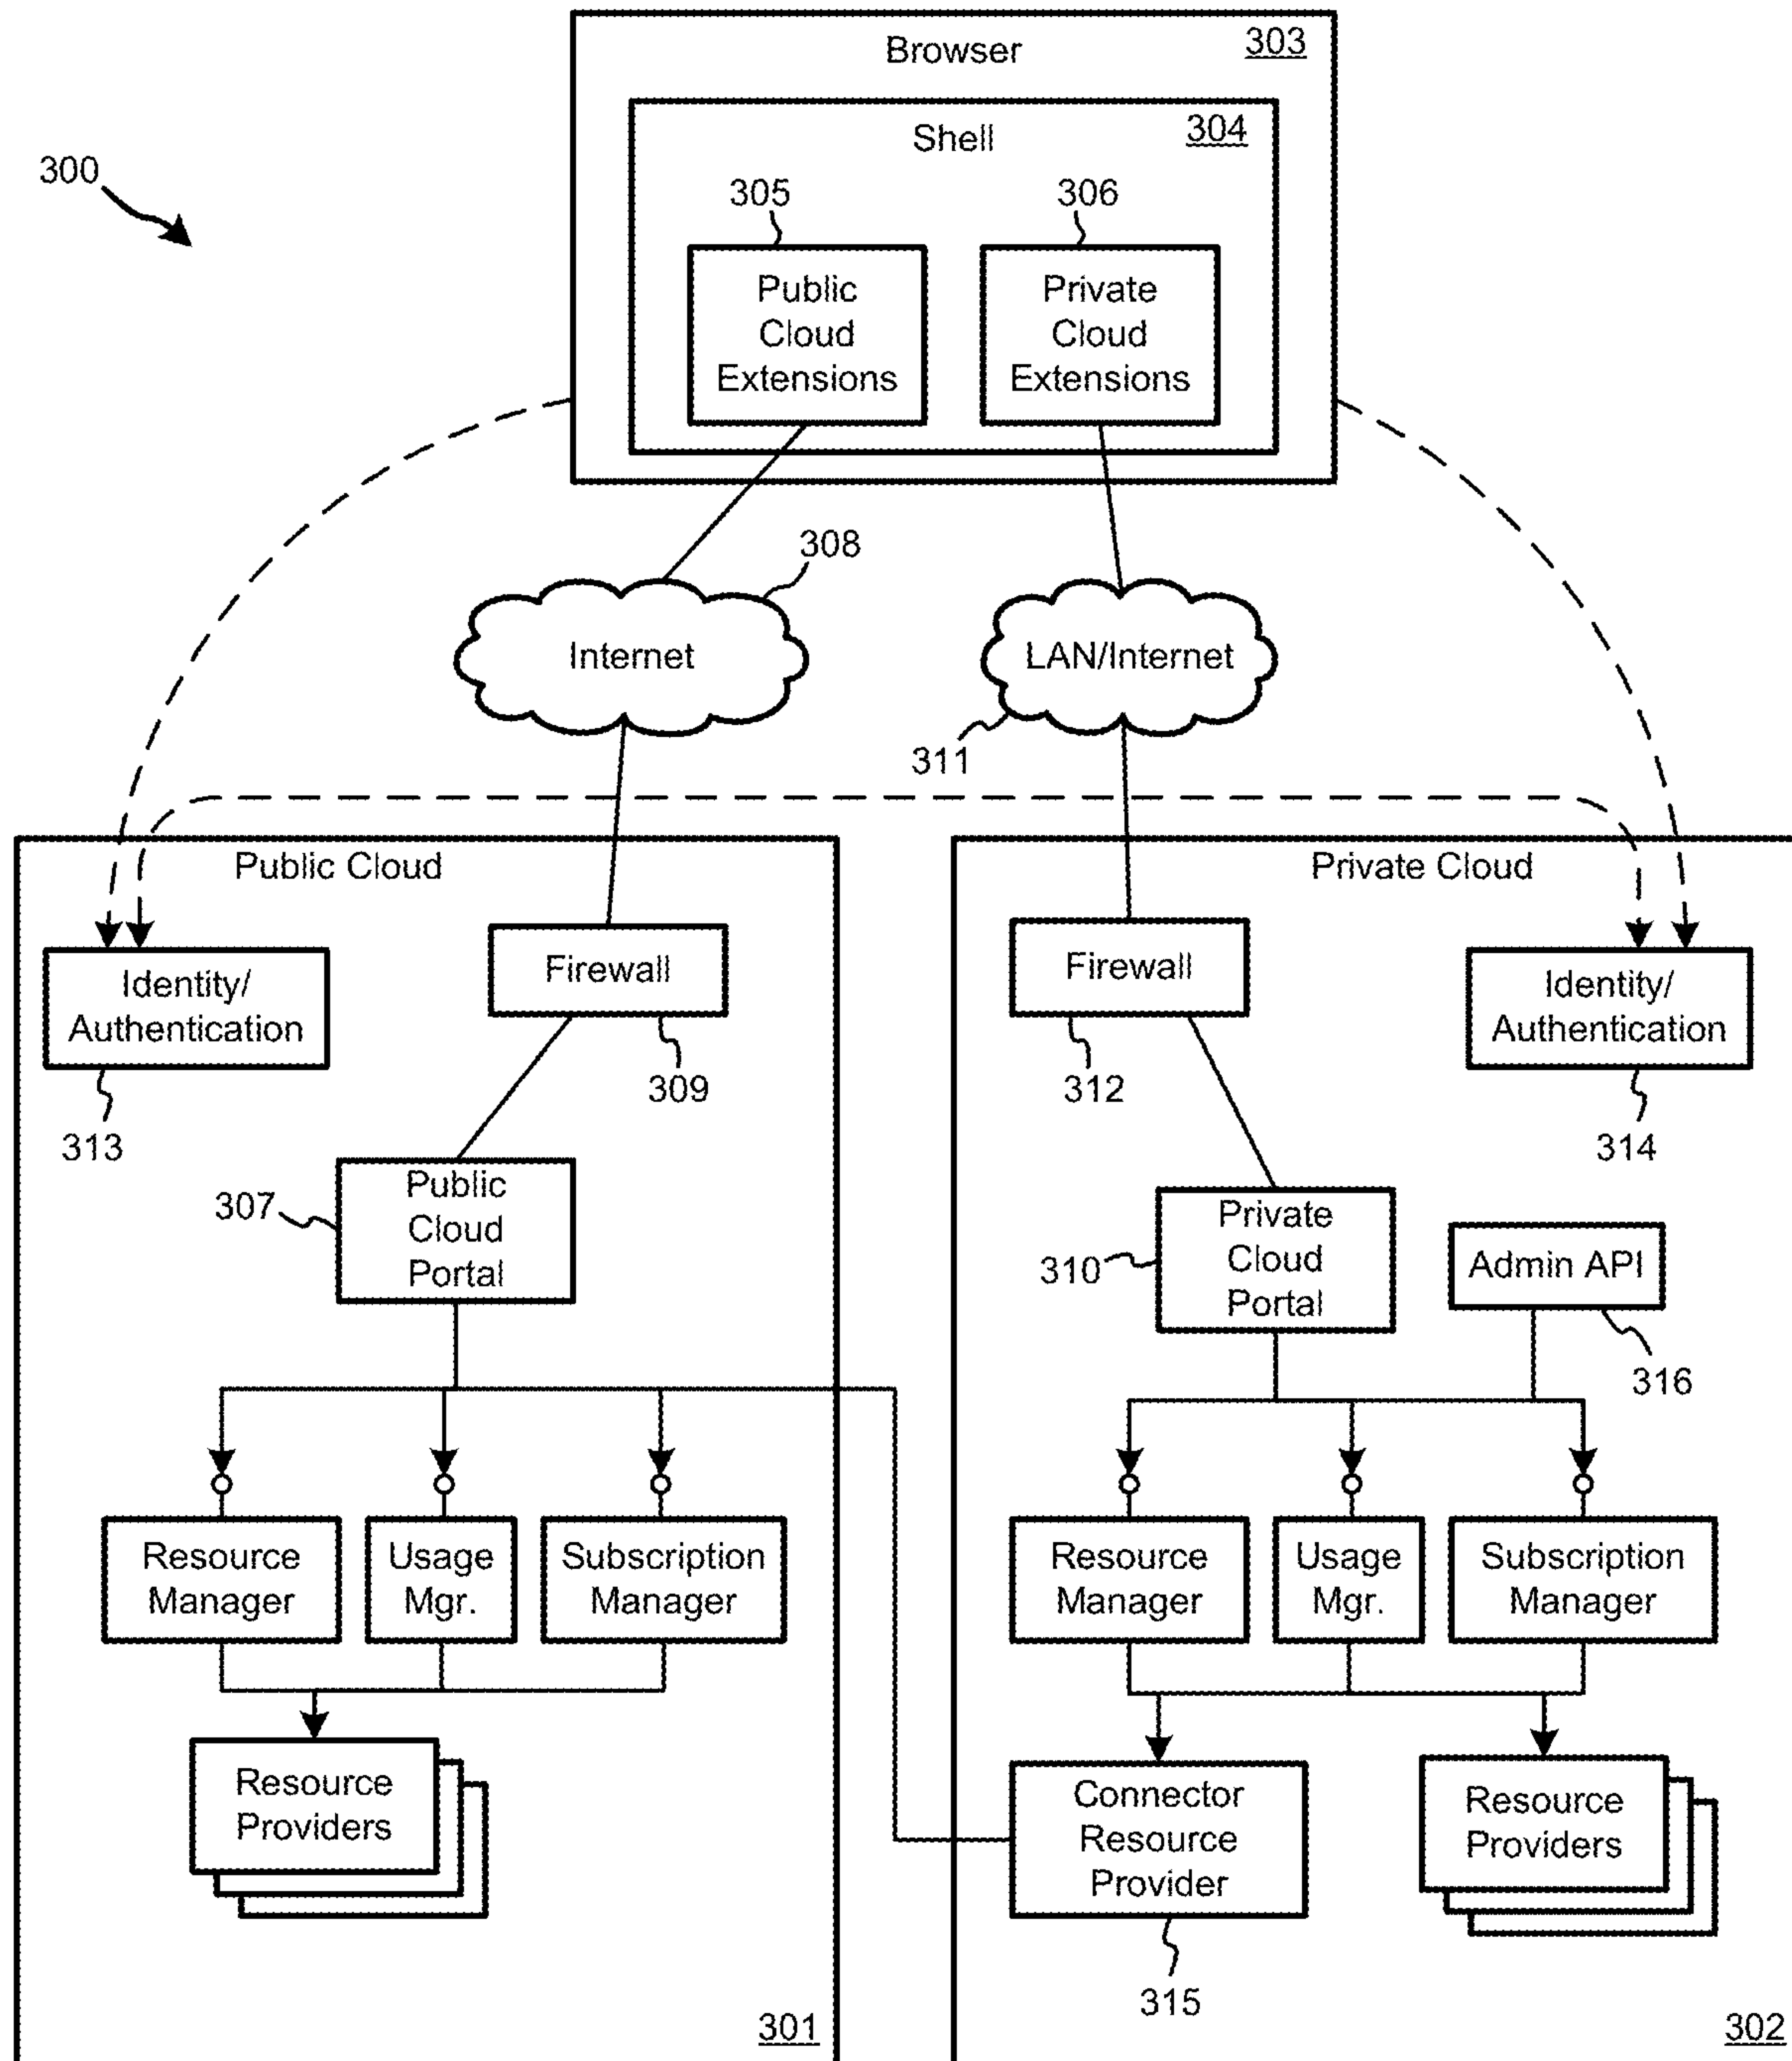 Browser
303
Shell
304
300
305
306
Public
Cloud
Extensions
Private
Cloud
Extensions
308
Internet
LAN/Internet
311
Public Cloud
Private Cloud
Identity/
Authentication
Firewall
Firewall
Identity/
Authentication
313
309
312
314
307
Public
Cloud
Portal
310
Private
Cloud
Portal
Admin API
316
Resource
Manager
Usage
Mgr.
Subscription
Manager
Resource
Manager
Usage
Mgr.
Subscription
Manager
Resource
Providers
Connector
Resource
Provider
Resource
Providers
315
301
302